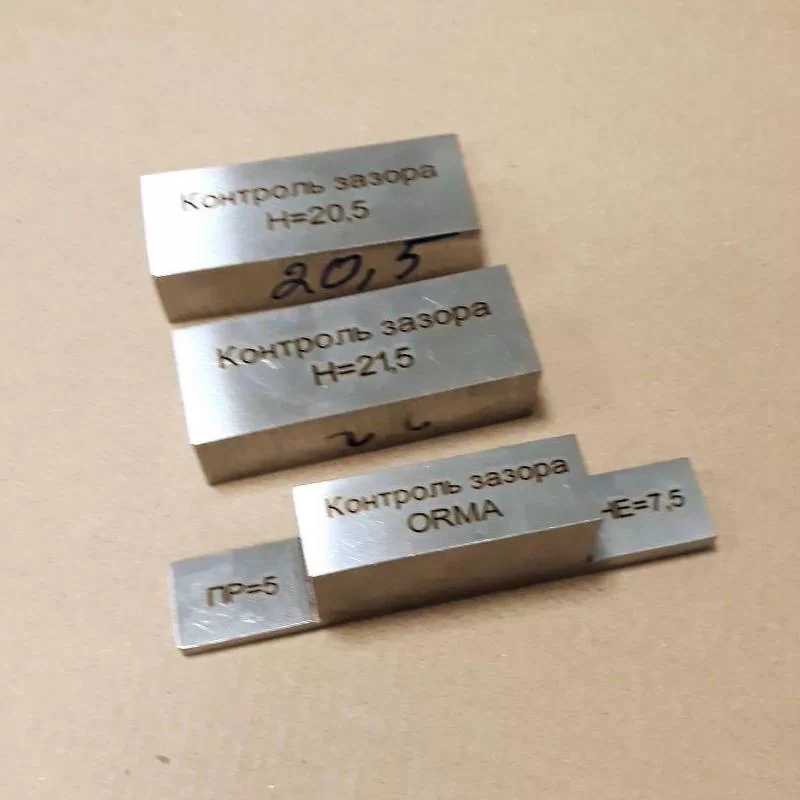 Контроль зазора
H=20,5
20,5
Контроль зазора
H=21,5
Контроль зазора
ORMA
НЕ=7,5
ПР=5